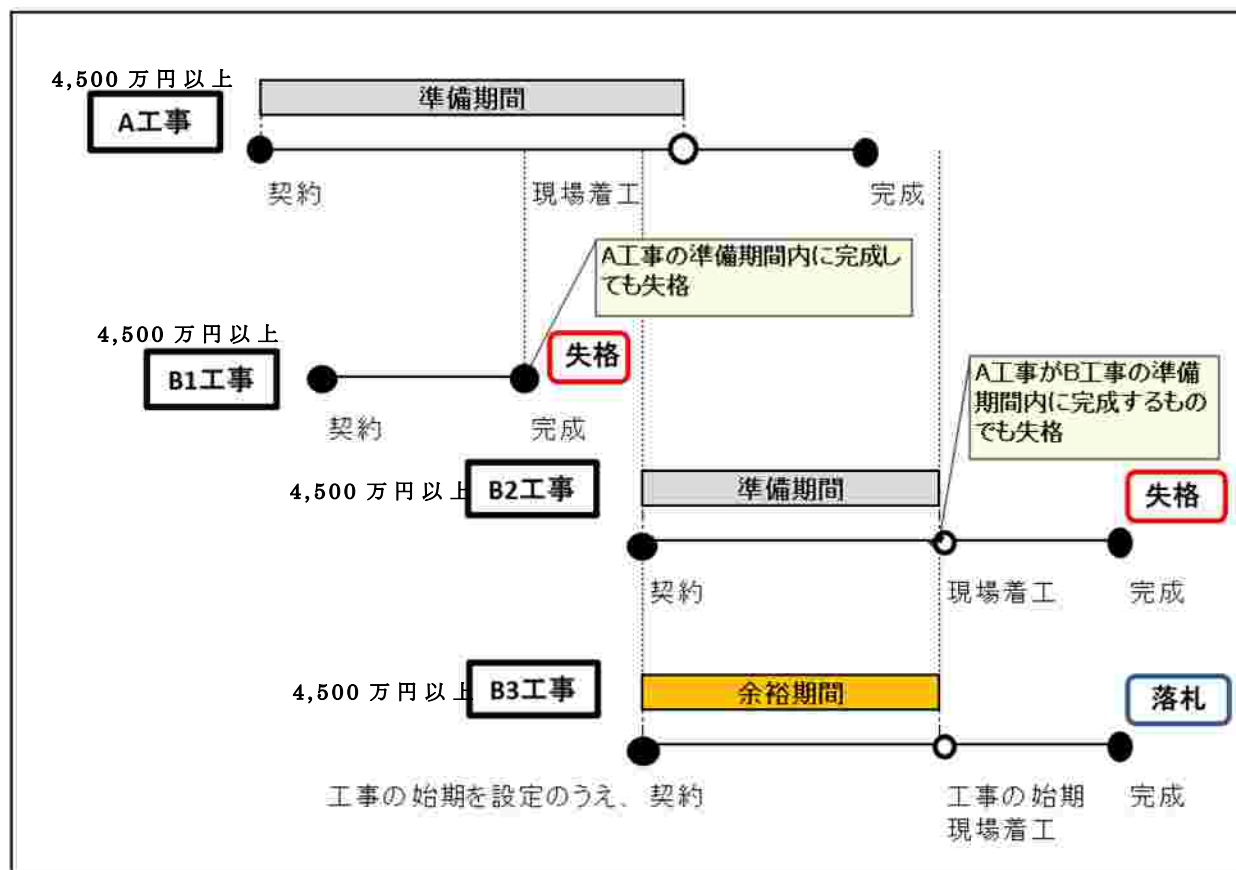 4,500 万円以上
準備期間
A工事
契約
現場着工
完成
A工事の準備期間内に完成し
ても失格
4,500 万円以上
失格
B1工事
A工事がB工事の準備
期間内に完成するもの
でも失格
契約
完成
4,500 万円以上
B2工事
準備期間
失格
契約
現場着工
完成
4,500 万円以上
B3工事
余裕期間
落札
工事の始期を設定のうえ、契約
工事の始期
現場着工
完成